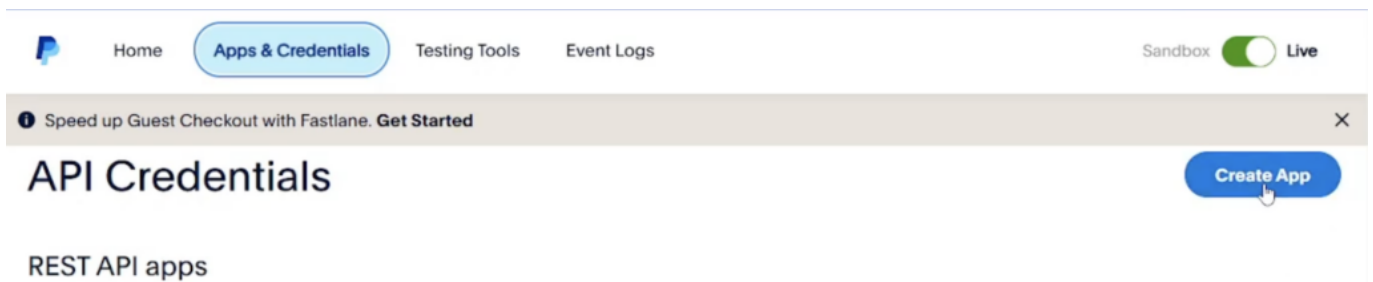 Home Apps & Credentials Testing Tools Event Logs Sandbox Live
Speed up Guest Checkout with Fastlane. Get Started
API Credentials Create App
REST API apps